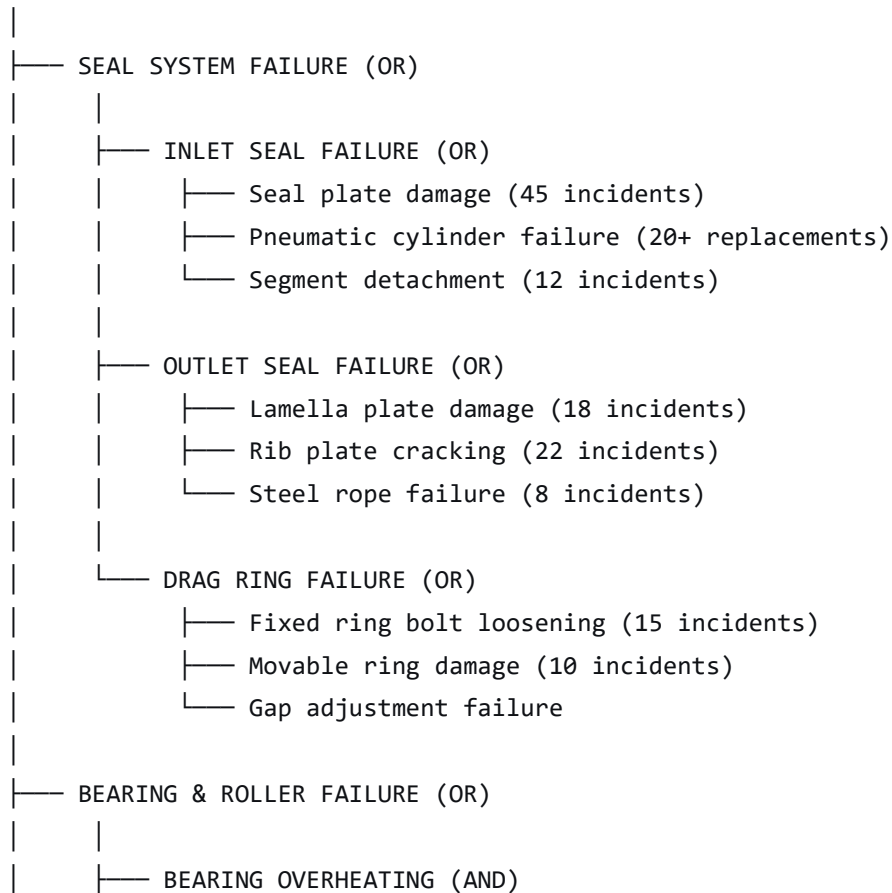 │
├── SEAL SYSTEM FAILURE (OR)
│   │
│   ├── INLET SEAL FAILURE (OR)
│   │   ├── Seal plate damage (45 incidents)
│   │   ├── Pneumatic cylinder failure (20+ replacements)
│   │   └── Segment detachment (12 incidents)
│   │
│   ├── OUTLET SEAL FAILURE (OR)
│   │   ├── Lamella plate damage (18 incidents)
│   │   ├── Rib plate cracking (22 incidents)
│   │   └── Steel rope failure (8 incidents)
│   │
│   └── DRAG RING FAILURE (OR)
│       ├── Fixed ring bolt loosening (15 incidents)
│       ├── Movable ring damage (10 incidents)
│       └── Gap adjustment failure
│
├── BEARING & ROLLER FAILURE (OR)
│   │
│   ├── BEARING OVERHEATING (AND)